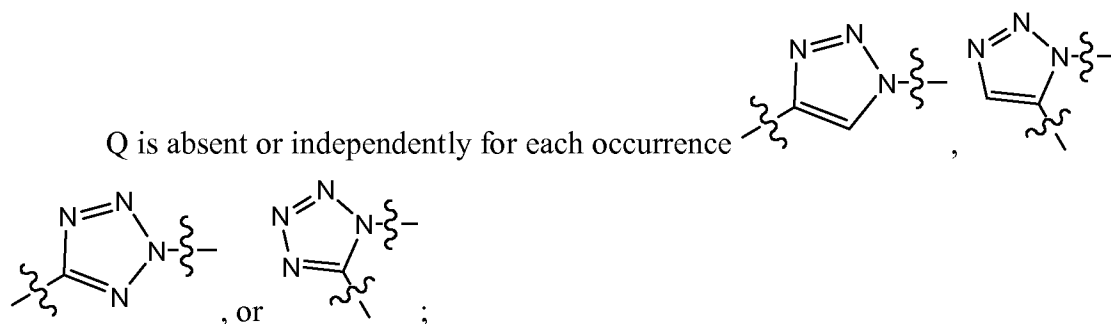 N=N N N=N N
Q is absent or independently for each occurrence , 
N=N N N N N N
, or ;